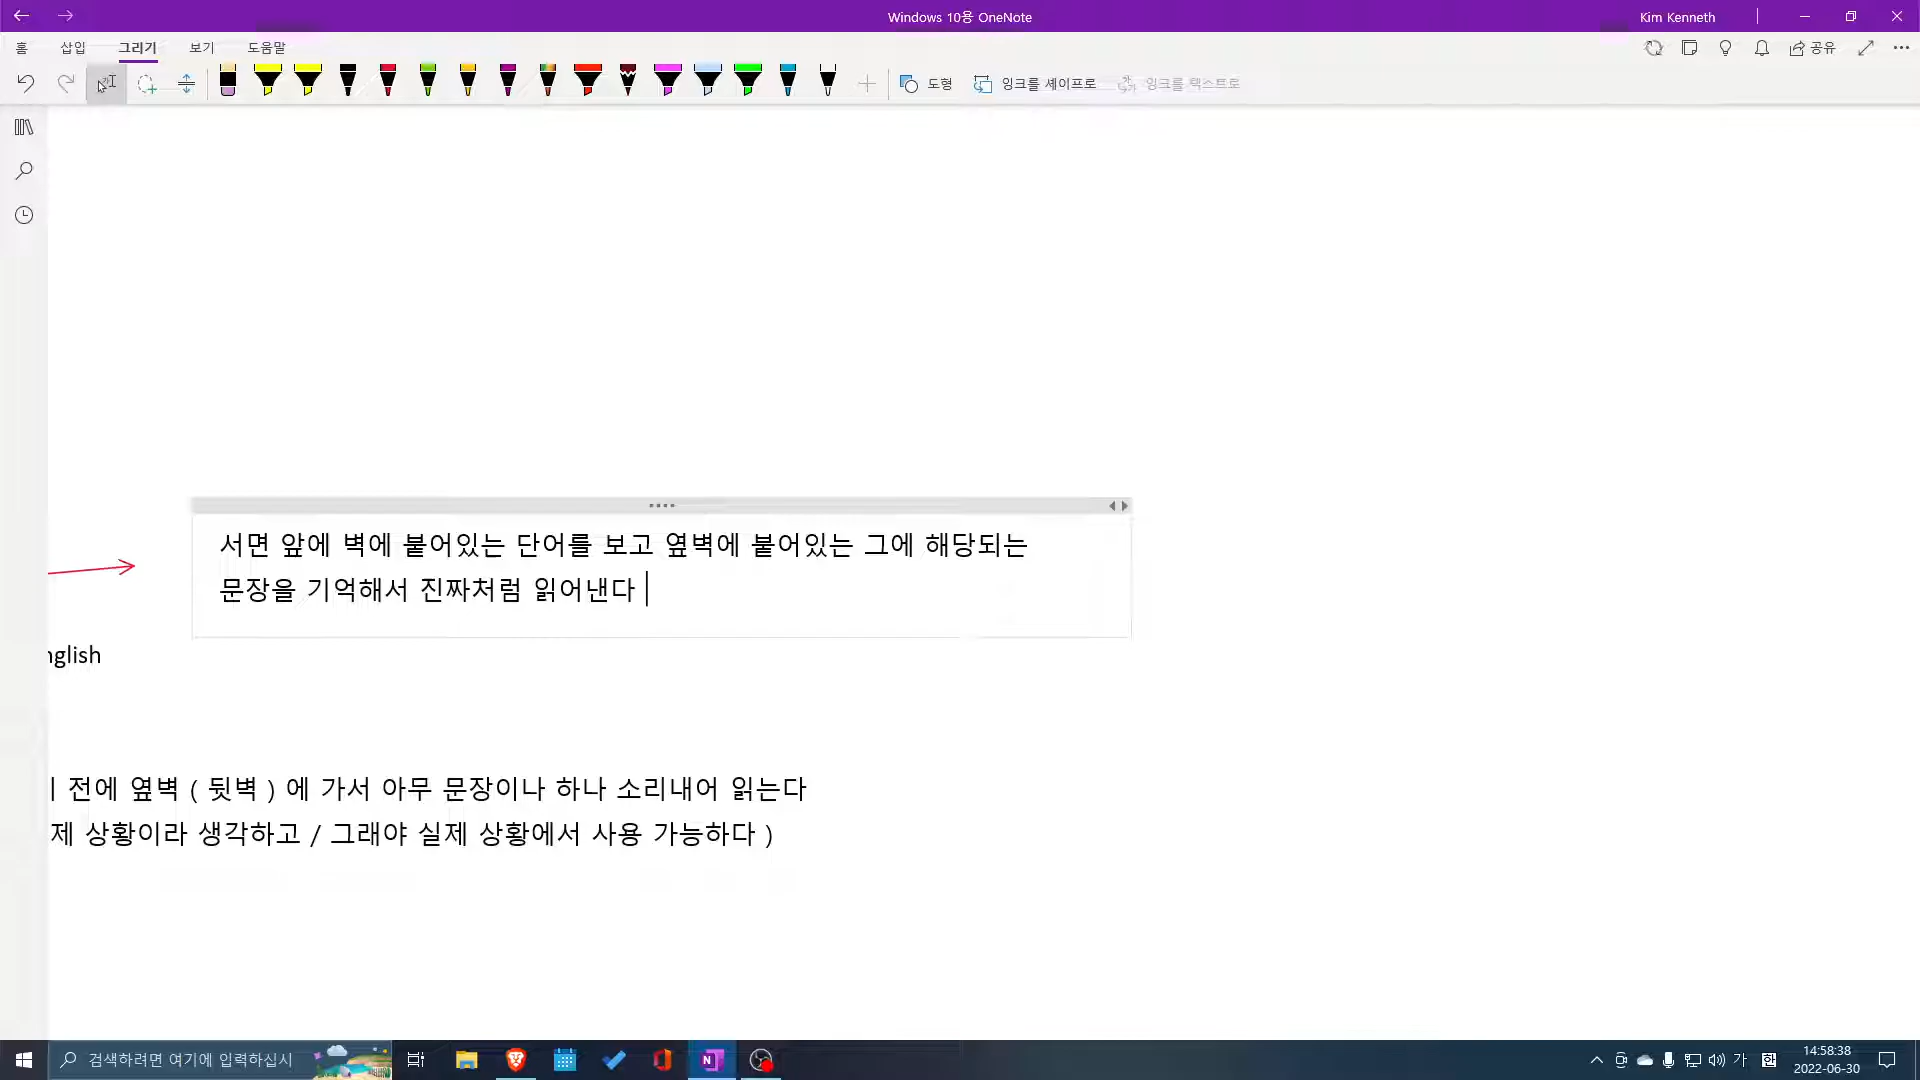 Windows 10용 OneNote
Kim Kenneth
홈 삽입 그리기 보기 도움말
공유
도형 잉크를 셰이프로 잉크를 텍스트로
서면 앞에 벽에 붙어있는 단어를 보고 옆벽에 붙어있는 그에 해당되는
문장을 기억해서 진짜처럼 읽어낸다
nglish
전에 옆벽 ( 뒷벽 ) 에 가서 아무 문장이나 하나 소리내어 읽는다
제 상황이라 생각하고 / 그래야 실제 상황에서 사용 가능하다 )
검색하려면 여기에 입력하십시
가 한 14:58:38
2022-06-30